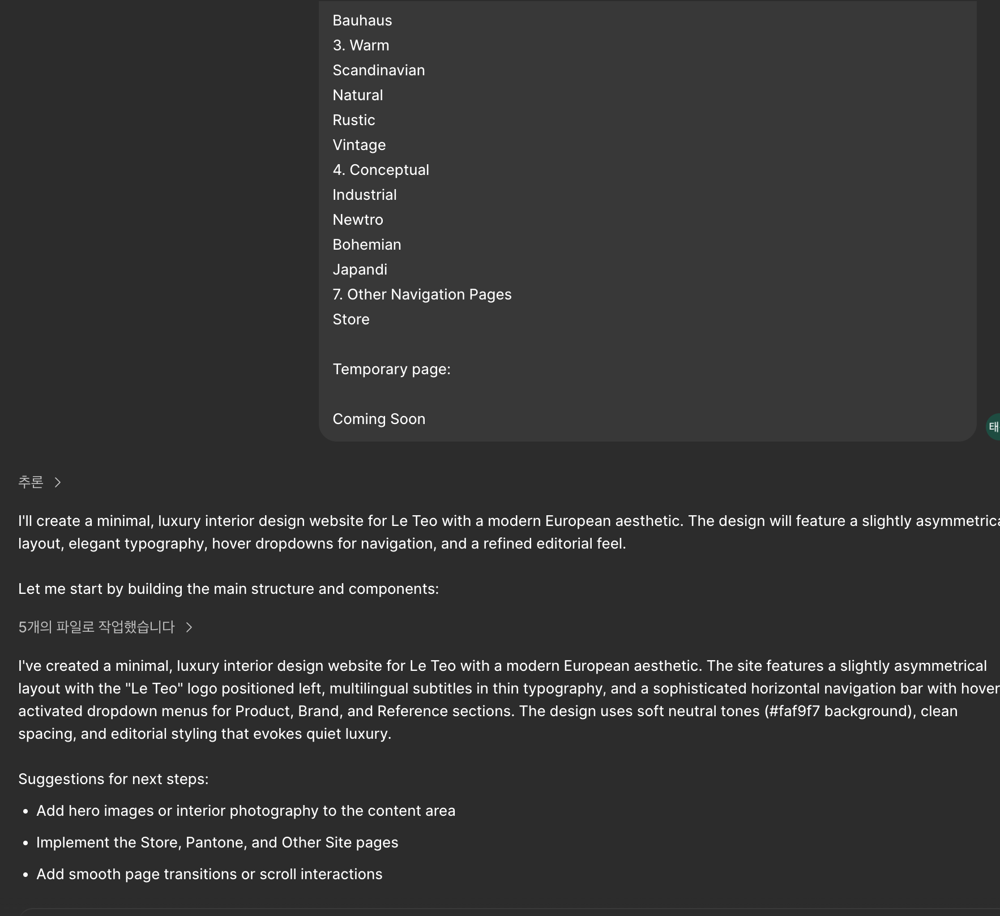 Bauhaus
3. Warm
Scandinavian
Natural
Rustic
Vintage
4. Conceptual
Industrial
Newtro
Bohemian
Japandi
7. Other Navigation Pages
Store
Temporary page:
Coming Soon
태
추론
I'll create a minimal, luxury interior design website for Le Teo with a modern European aesthetic. The design will feature a slightly asymmetrica
layout, elegant typography, hover dropdowns for navigation, and a refined editorial feel.
Let me start by building the main structure and components:
5개의 파일로 작업했습니다
I've created a minimal, luxury interior design website for Le Teo with a modern European aesthetic. The site features a slightly asymmetrical
layout with the "Le Teo" logo positioned left, multilingual subtitles in thin typography, and a sophisticated horizontal navigation bar with hover
activated dropdown menus for Product, Brand, and Reference sections. The design uses soft neutral tones (#faf9f7 background), clean
spacing, and editorial styling that evokes quiet luxury.
Suggestions for next steps:
• Add hero images or interior photography to the content area
• Implement the Store, Pantone, and Other Site pages
• Add smooth page transitions or scroll interactions